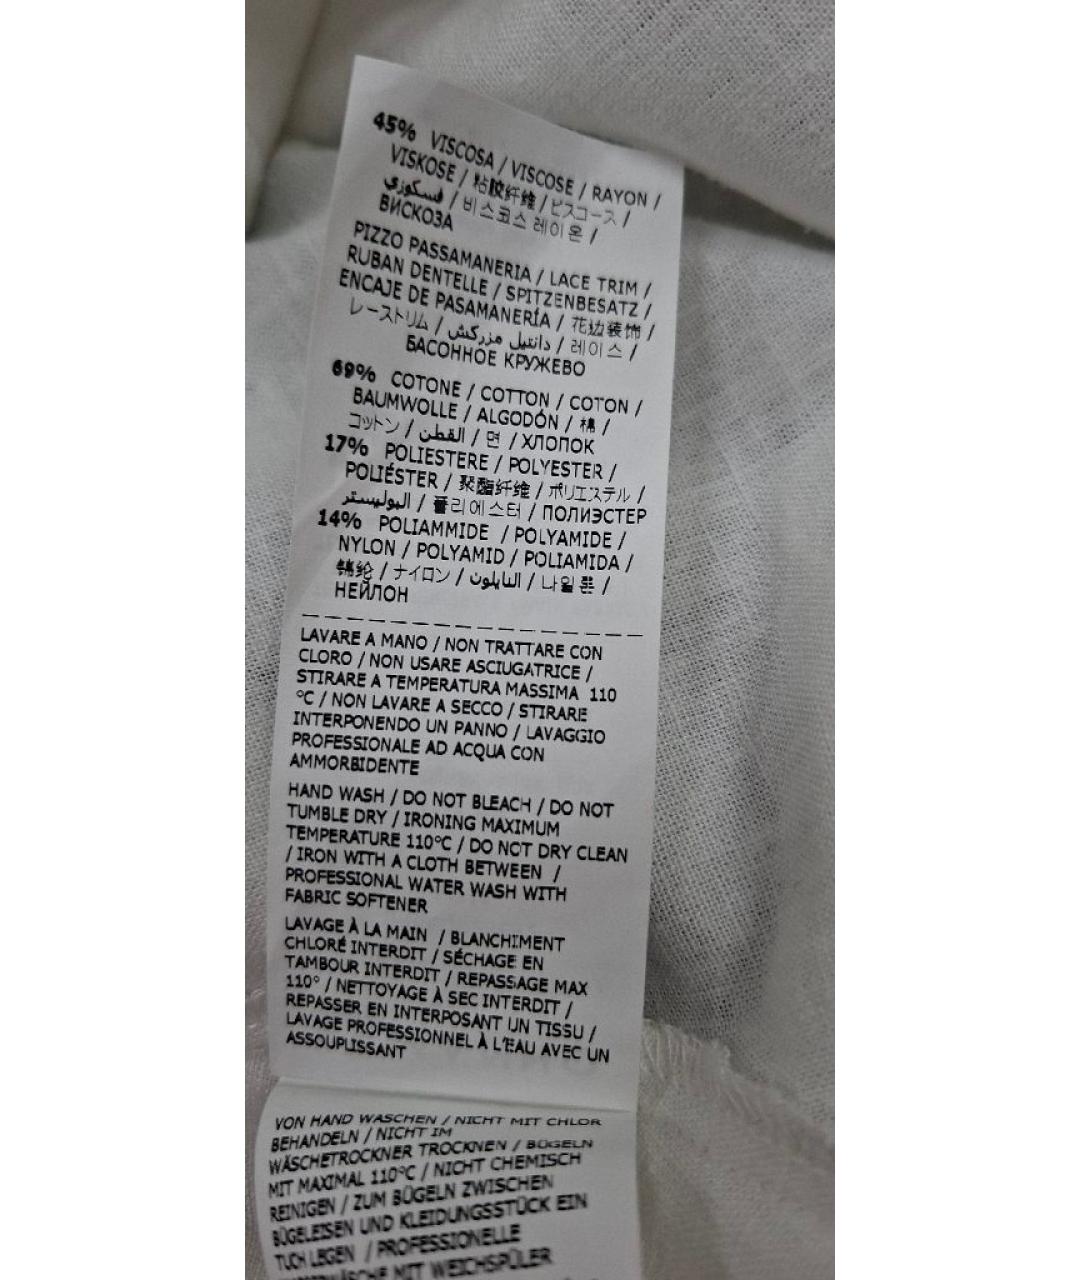 45% VISCOSA / VISCOSE / RAYON /
VISKOSE / 粘胶纤维 / ビスコース /
فسكوزي / 비스코스 레이온 /
ВИСКОЗА
PIZZO PASSAMANERIA / LACE TRIM /
RUBAN DENTELLE / SPITZENBESATZ /
ENCAJE DE PASAMANERÍA / 花边装饰 /
レーストリム / دانتيل مزركش / 레이스 /
БАСОННОЕ КРУЖЕВО
69% COTONE / COTTON / COTON /
BAUMWOLLE / ALGODÓN / 棉 /
コットン / القطن / 면 / ХЛОПОК
17% POLIESTERE / POLYESTER /
POLIÉSTER / 聚酯纤维 / ポリエステル /
البوليستر / 폴리에스터 / ПОЛИЭСТЕР
14% POLIAMMIDE / POLYAMIDE /
NYLON / POLYAMID / POLIAMIDA /
锦纶 / ナイロン / النايلون / 나일론 /
НЕЙЛОН
LAVARE A MANO / NON TRATTARE CON
CLORO / NON USARE ASCIUGATRICE /
STIRARE A TEMPERATURA MASSIMA 110
°C / NON LAVARE A SECCO / STIRARE
INTERPONENDO UN PANNO / LAVAGGIO
PROFESSIONALE AD ACQUA CON
AMMORBIDENTE
HAND WASH / DO NOT BLEACH / DO NOT
TUMBLE DRY / IRONING MAXIMUM
TEMPERATURE 110°C / DO NOT DRY CLEAN
/ IRON WITH A CLOTH BETWEEN /
PROFESSIONAL WATER WASH WITH
FABRIC SOFTENER
LAVAGE À LA MAIN / BLANCHIMENT
CHLORÉ INTERDIT / SÉCHAGE EN
TAMBOUR INTERDIT / REPASSAGE MAX
110° / NETTOYAGE À SEC INTERDIT /
REPASSER EN INTERPOSANT UN TISSU /
LAVAGE PROFESSIONNEL À L'EAU AVEC UN
ASSOUPLISSANT
VON HAND WASCHEN / NICHT MIT CHLOR
BEHANDELN / NICHT IM
WÄSCHETROCKNER TROCKNEN / BÜGELN
MIT MAXIMAL 110°C / NICHT CHEMISCH
REINIGEN / ZUM BÜGELN ZWISCHEN
BÜGELEISEN UND KLEIDUNGSSTÜCK EIN
TUCH LEGEN / PROFESSIONELLE
MIT WEICHSPÜLER